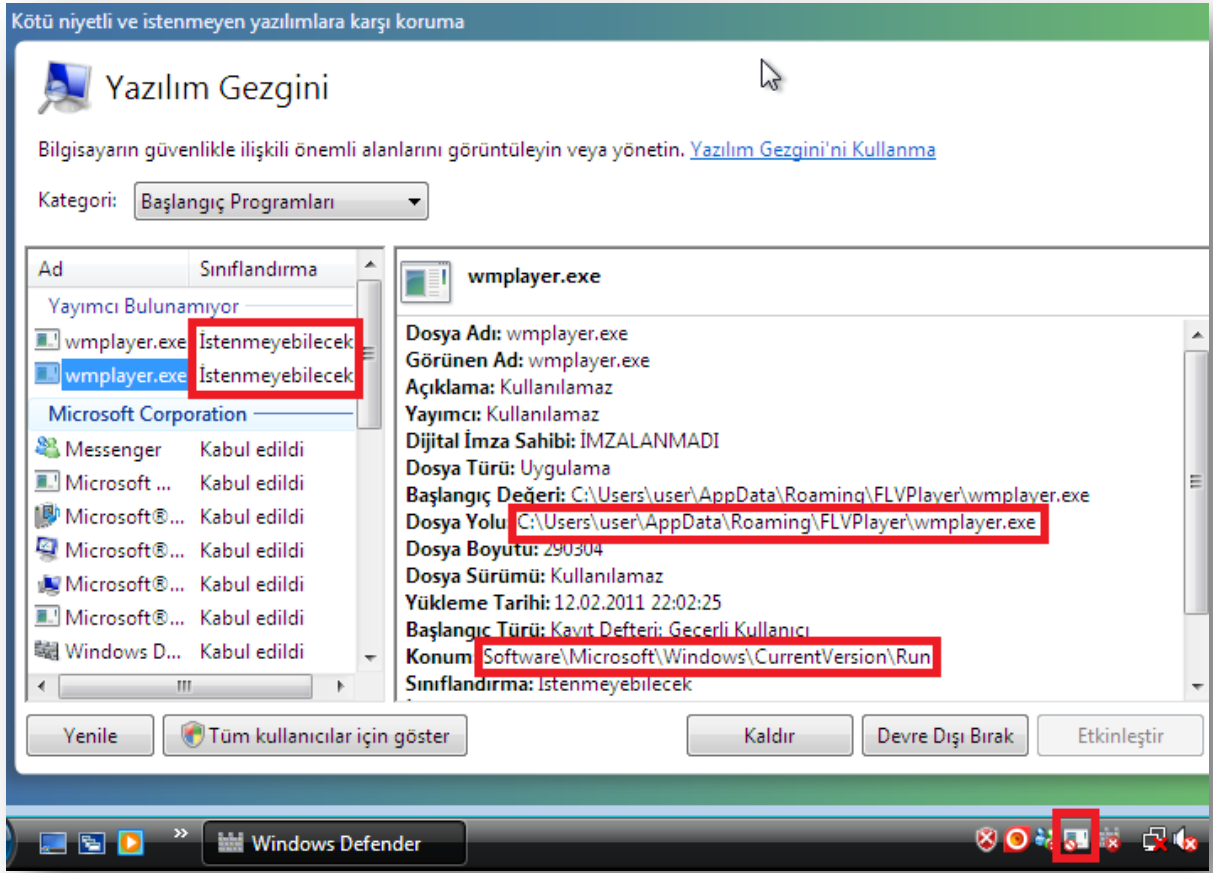 Kötü niyetli ve istenmeyen yazılımlara karşı koruma
Yazılım Gezgini
Bilgisayarın güvenlikle ilişkili önemli alanlarını görüntüleyin veya yönetin. Yazılım Gezgini'ni Kullanma
Kategori: Başlangıç Programları
Ad Sınıflandırma
Yayımcı Bulunamıyor
wmplayer.exe İstenmeyebilecek
wmplayer.exe İstenmeyebilecek
Microsoft Corporation
Messenger Kabul edildi
Microsoft ... Kabul edildi
Microsoft®... Kabul edildi
Microsoft®... Kabul edildi
Microsoft®... Kabul edildi
Microsoft®... Kabul edildi
Windows D... Kabul edildi
wmplayer.exe
Dosya Adı: wmplayer.exe
Görünen Ad: wmplayer.exe
Açıklama: Kullanılamaz
Yayımcı: Kullanılamaz
Dijital İmza Sahibi: İMZALANMADI
Dosya Türü: Uygulama
Başlangıç Değeri: C:\Users\user\AppData\Roaming\FLVPlayer\wmplayer.exe
Dosya Yolu: C:\Users\user\AppData\Roaming\FLVPlayer\wmplayer.exe
Dosya Boyutu: 290304
Dosya Sürümü: Kullanılamaz
Yükleme Tarihi: 12.02.2011 22:02:25
Başlangıç Türü: Kayıt Defteri: Geçerli Kullanıcı
Konum: Software\Microsoft\Windows\CurrentVersion\Run
Sınıflandırma: İstenmeyebilecek
Yenile
Tüm kullanıcılar için göster
Kaldır
Devre Dışı Bırak
Etkinleştir
Windows Defender